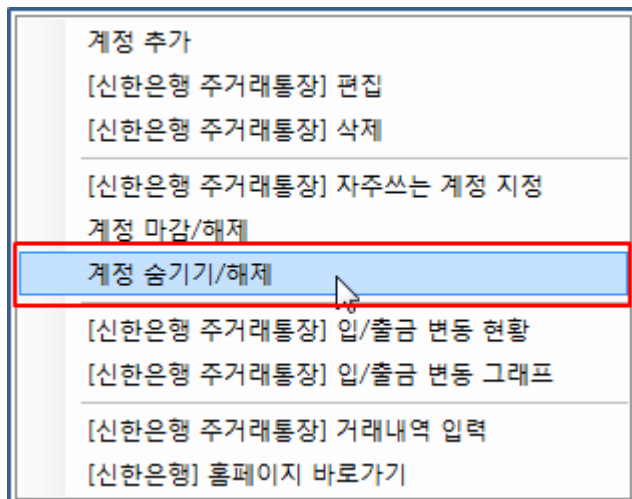 계정 추가
[신한은행 주거래통장] 편집
[신한은행 주거래통장] 삭제
[신한은행 주거래통장] 자주쓰는 계정 지정
계정 마감/해제
계정 숨기기/해제
[신한은행 주거래통장] 입/출금 변동 현황
[신한은행 주거래통장] 입/출금 변동 그래프
[신한은행 주거래통장] 거래내역 입력
[신한은행] 홈페이지 바로가기